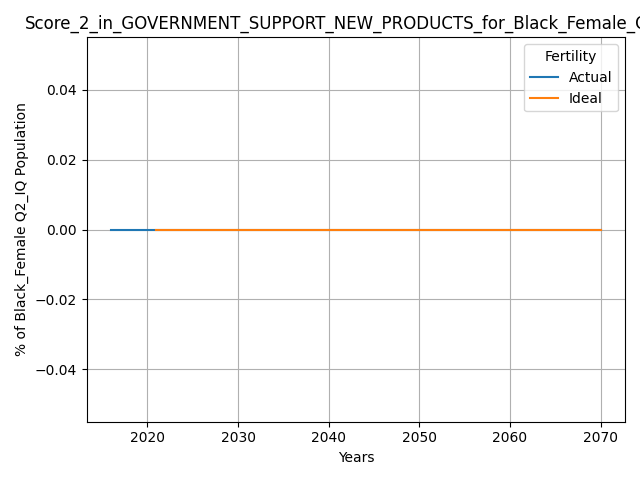 Score_2_in_GOVERNMENT_SUPPORT_NEW_PRODUCTS_for_Black_Female_
Fertility
Actual
Ideal
0.04
0.02
0.00
−0.02
−0.04
% of Black_Female Q2_IQ Population
2020 2030 2040 2050 2060 2070
Years